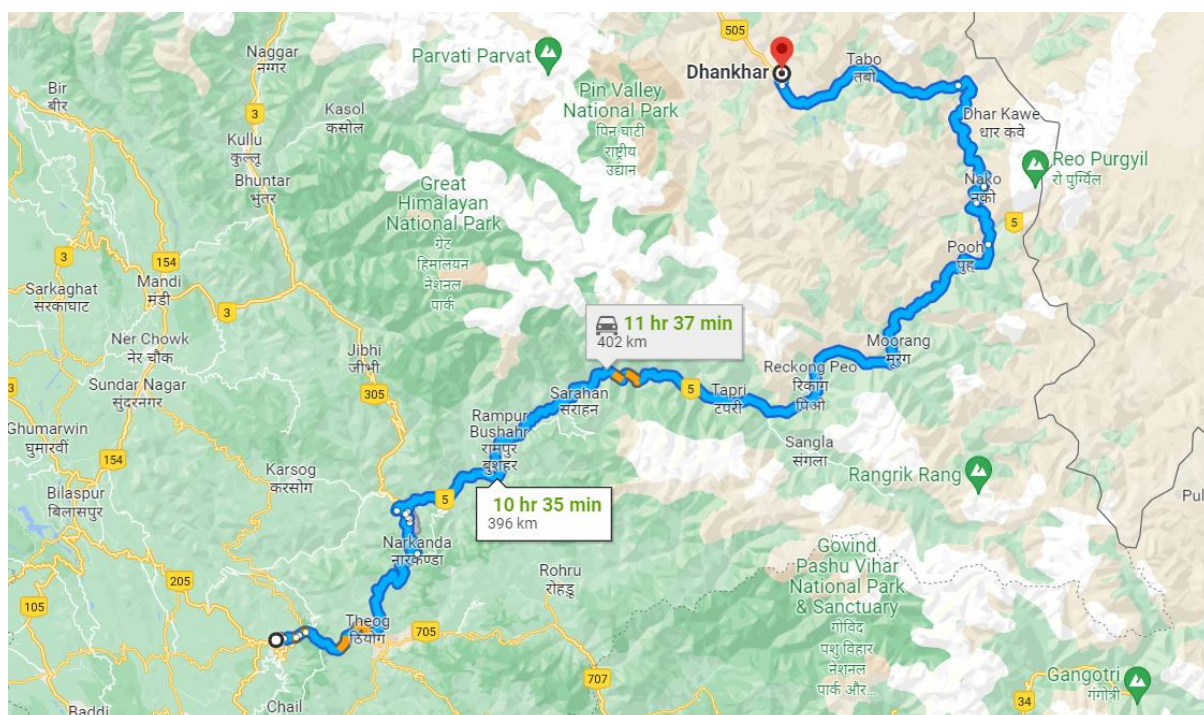 505
Naggar
नग्गर
Parvati Parvat
Dhankhar
Tabo
तबो
Bir
बीर
Pin Valley
National Park
पिन घाटी
राष्ट्रीय
उद्यान
Kasol
कसोल
3
Dhar Kawe
धार कवे
Kullu
कुल्लू
Reo Purgyil
रो पुर्ग्यिल
Bhuntar
भुंतर
Great
Himalayan
National Park
ग्रेट
हिमालयन
नेशनल
पार्क
Nako
नको
5
3
154
Pooh
पुह
Sarkaghat
सरकाघाट
Mandi
मंडी
3
11 hr 37 min
402 km
Ner Chowk
नेर चौक
Jibhi
जीभी
Moorang
मूरंग
Sundar Nagar
सुंदरनगर
305
Reckong Peo
रिकांग
पिओ
5
Tapri
टपरी
Sarahan
सराहन
Rampur
Bushahr
रामपुर
बुशहर
Ghumarwin
घुमारवीं
154
Sangla
संगला
Karsog
करसोग
Rangrik Rang
5
10 hr 35 min
396 km
Bilaspur
बिलासपुर
Pul
Narkanda
नारकण्डा
Govind
Pashu Vihar
National Park
& Sanctuary
गोविंद
पशु विहार
नेशनल
पार्क और...
Rohru
रोहड़ू
205
105
Theog
ठियोग
705
707
Gangotri
गंगोत्री
34
Chail
Baddi